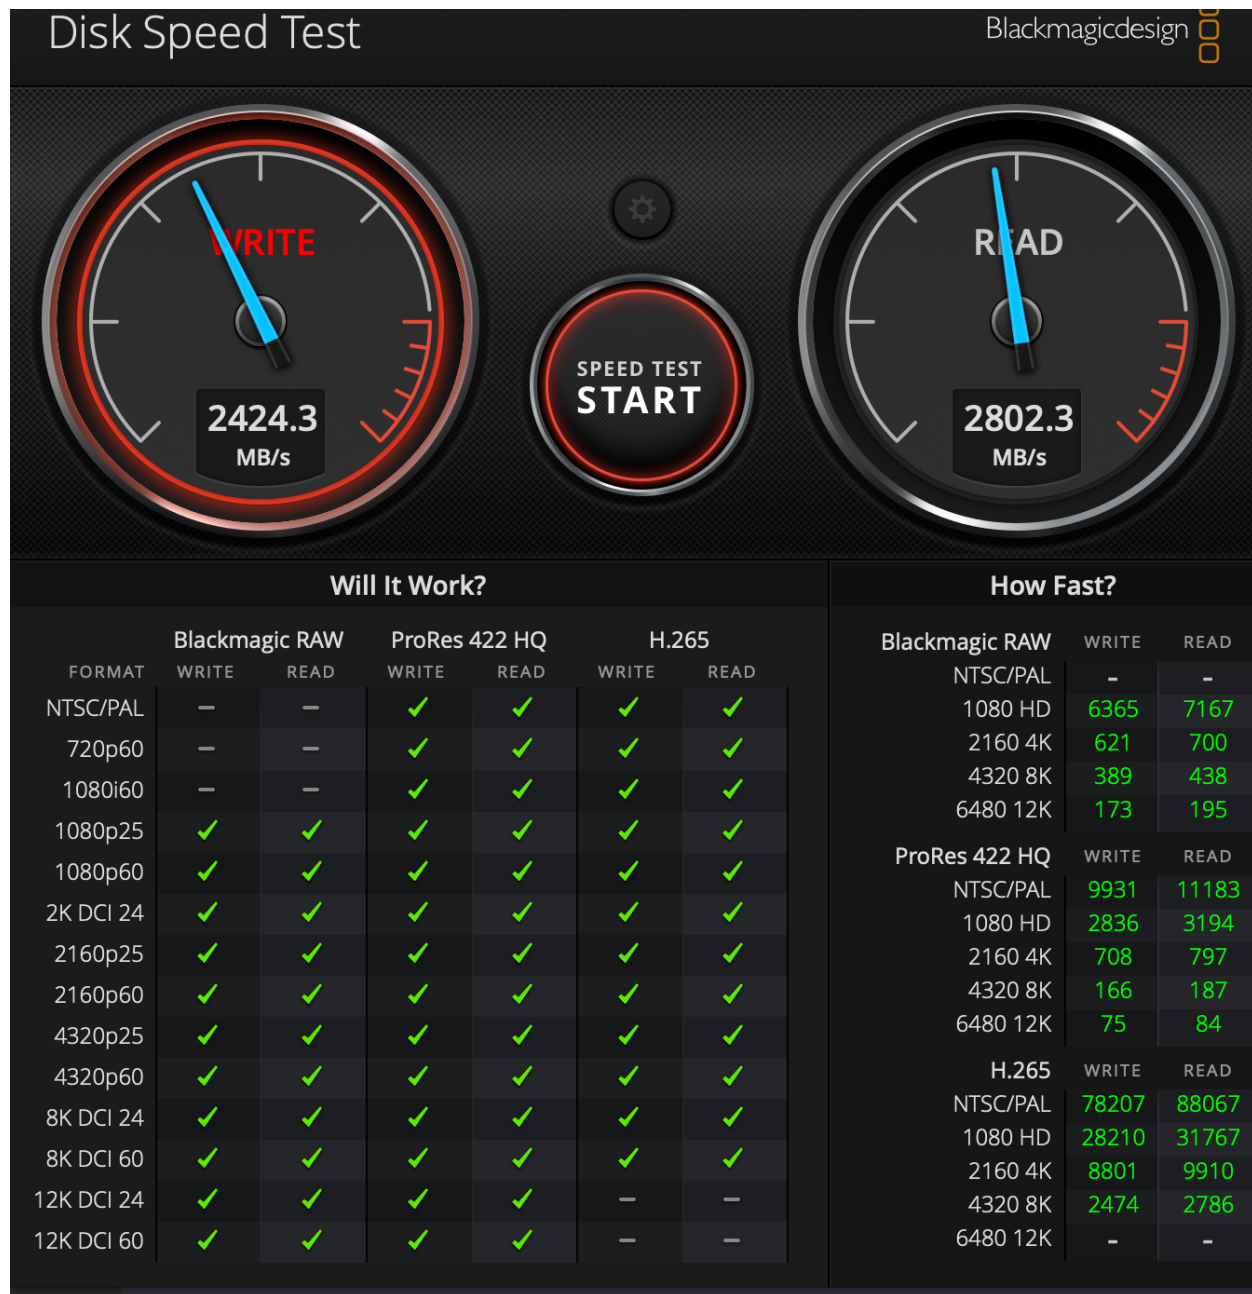 Disk Speed Test
Blackmagicdesign
WRITE
2424.3
MB/s
SPEED TEST
START
READ
2802.3
MB/s
Will It Work?
Blackmagic RAW ProRes 422 HQ H.265
FORMAT WRITE READ WRITE READ WRITE READ
NTSC/PAL – – ✓ ✓ ✓ ✓
720p60 – – ✓ ✓ ✓ ✓
1080i60 – – ✓ ✓ ✓ ✓
1080p25 ✓ ✓ ✓ ✓ ✓ ✓
1080p60 ✓ ✓ ✓ ✓ ✓ ✓
2K DCI 24 ✓ ✓ ✓ ✓ ✓ ✓
2160p25 ✓ ✓ ✓ ✓ ✓ ✓
2160p60 ✓ ✓ ✓ ✓ ✓ ✓
4320p25 ✓ ✓ ✓ ✓ ✓ ✓
4320p60 ✓ ✓ ✓ ✓ ✓ ✓
8K DCI 24 ✓ ✓ ✓ ✓ ✓ ✓
8K DCI 60 ✓ ✓ ✓ ✓ ✓ ✓
12K DCI 24 ✓ ✓ ✓ ✓ – –
12K DCI 60 ✓ ✓ ✓ ✓ – –
How Fast?
Blackmagic RAW WRITE READ
NTSC/PAL - -
1080 HD 6365 7167
2160 4K 621 700
4320 8K 389 438
6480 12K 173 195
ProRes 422 HQ WRITE READ
NTSC/PAL 9931 11183
1080 HD 2836 3194
2160 4K 708 797
4320 8K 166 187
6480 12K 75 84
H.265 WRITE READ
NTSC/PAL 78207 88067
1080 HD 28210 31767
2160 4K 8801 9910
4320 8K 2474 2786
6480 12K - -